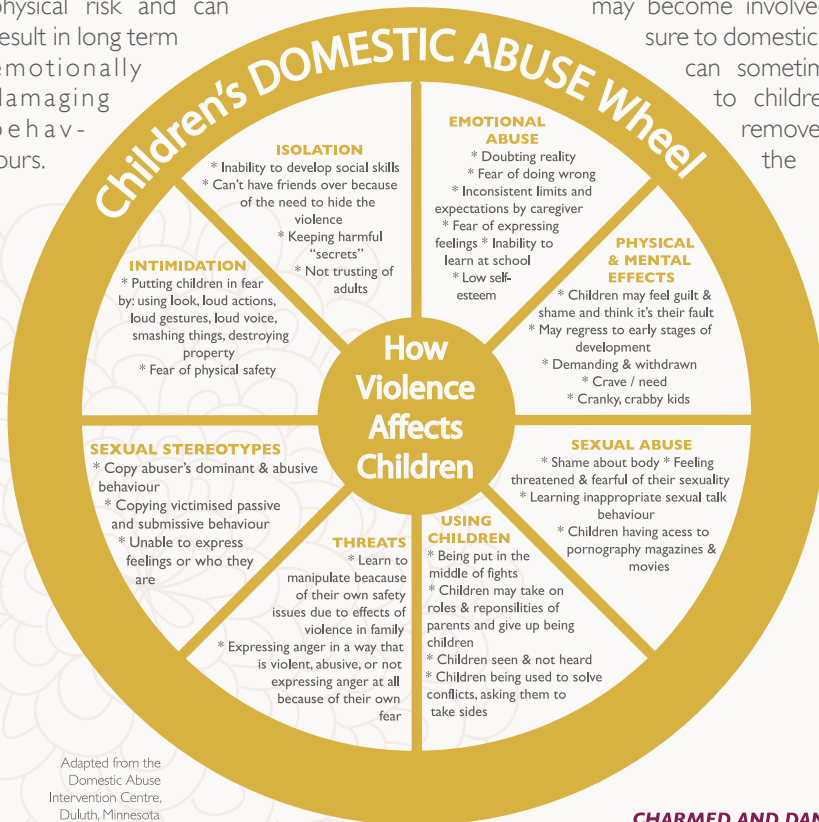 physical risk and can
result in long term
emotionally
damaging
behav-
iours.
may become involve
sure to domestic
can sometim
to childre
remove
the
Children's DOMESTIC ABUSE Wheel
How
Violence
Affects
Children
ISOLATION
* Inability to develop social skills
* Can't have friends over because
of the need to hide the
violence
* Keeping harmful
"secrets"
* Not trusting of
adults
EMOTIONAL
ABUSE
* Doubting reality
* Fear of doing wrong
* Inconsistent limits and
expectations by caregiver
* Fear of expressing
feelings * Inability to
learn at school
* Low self-
esteem
PHYSICAL
& MENTAL
EFFECTS
* Children may feel guilt &
shame and think it's their fault
* May regress to early stages of
development
* Demanding & withdrawn
* Crave / need
* Cranky, crabby kids
SEXUAL ABUSE
* Shame about body * Feeling
threatened & fearful of their sexuality
* Learning inappropriate sexual talk
behaviour
* Children having acess to
pornography magazines &
movies
USING
CHILDREN
* Being put in the
middle of fights
* Children may take on
roles & reponsilities of
parents and give up being
children
* Children seen & not heard
* Children being used to solve
conflicts, asking them to
take sides
THREATS
* Learn to
manipulate beacause
of their own safety
issues due to effects of
violence in family
* Expressing anger in a way that
is violent, abusive, or not
expressing anger at all
because of their own
fear
SEXUAL STEREOTYPES
* Copy abuser's dominant & abusive
behaviour
* Copying victimised passive
and submissive behaviour
* Unable to express
feelings or who they
are
INTIMIDATION
* Putting children in fear
by: using look, loud actions,
loud gestures, loud voice,
smashing things, destroying
property
* Fear of physical safety
Adapted from the
Domestic Abuse
Intervention Centre,
Duluth, Minnesota
CHARMED AND DAN